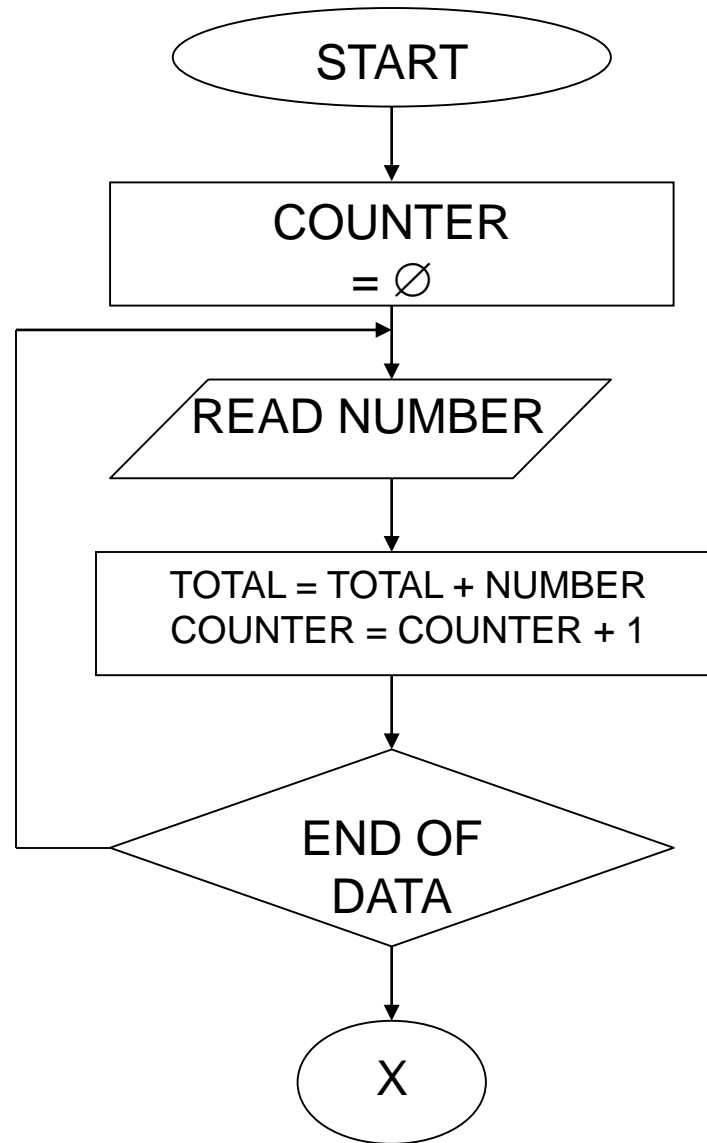 START
COUNTER
= ∅
READ NUMBER
TOTAL = TOTAL + NUMBER
COUNTER = COUNTER + 1
END OF
DATA
X